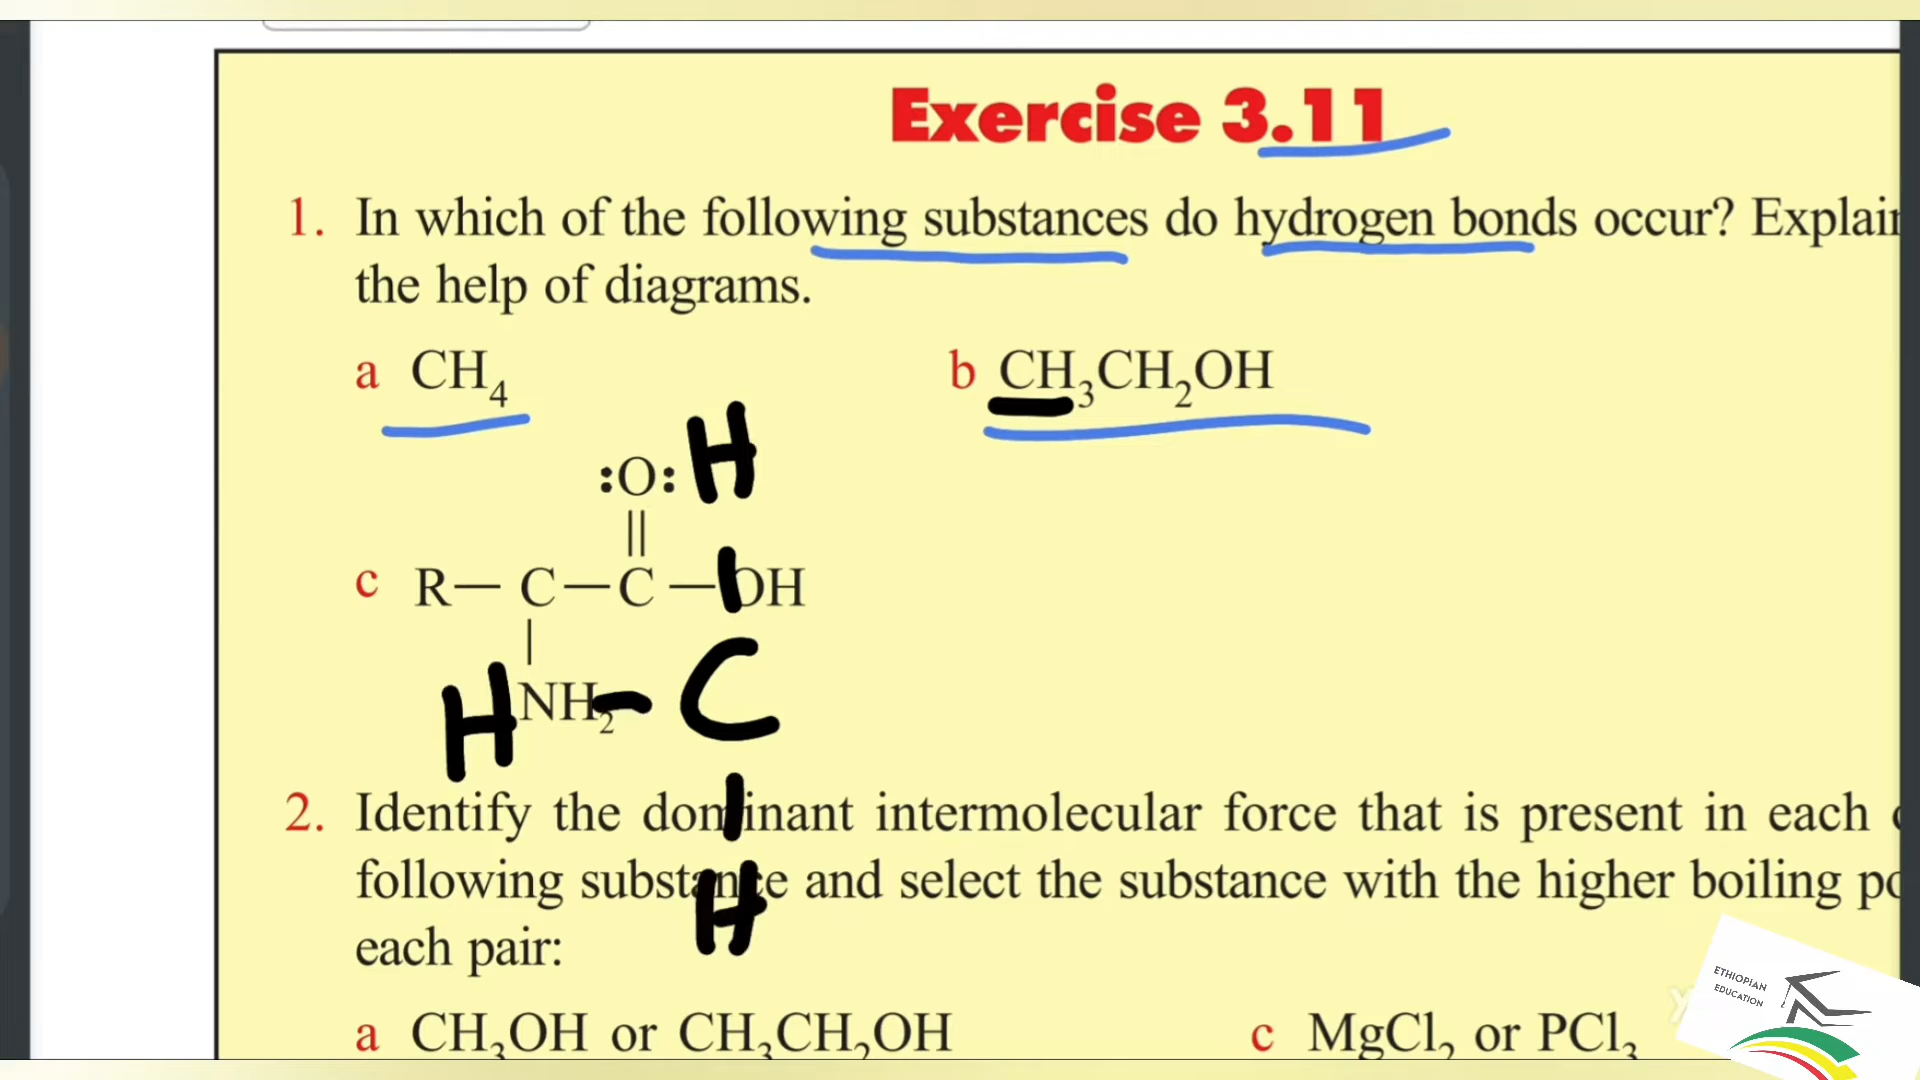 Exercise 3.11
1. In which of the following substances do hydrogen bonds occur?
the help of diagrams.
a CH₄ b CH₃CH₂OH
:O: H
||
c R— C—C —OH
|
H NH₂ - C
|
2. Identify the dominant intermolecular force that is present in each
following substance and select the substance with the higher boiling
H
each pair:
ETHIOPIAN
EDUCATION
a CH₃OH or CH₃CH₂OH c MgCl₂ or PCl₃